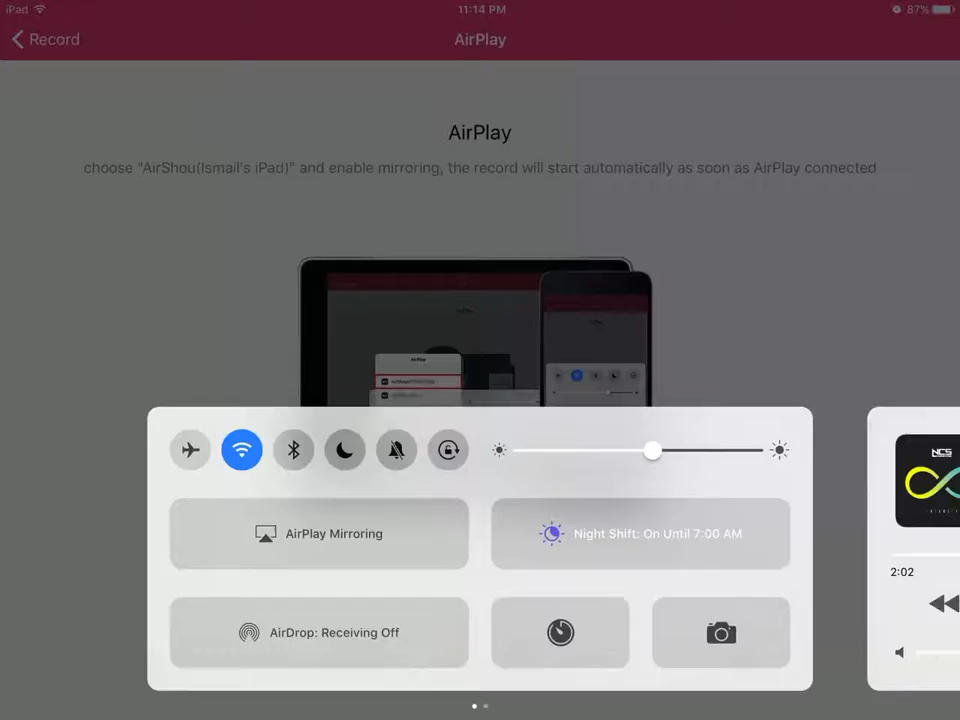 iPad
11:14 PM
87%
Record
AirPlay
AirPlay
choose "AirShou(Ismail's iPad)" and enable mirroring, the record will start automatically as soon as AirPlay connected
AirPlay
AirPlay Mirroring
Night Shift: On Until 7:00 AM
AirDrop: Receiving Off
NCS
2:02